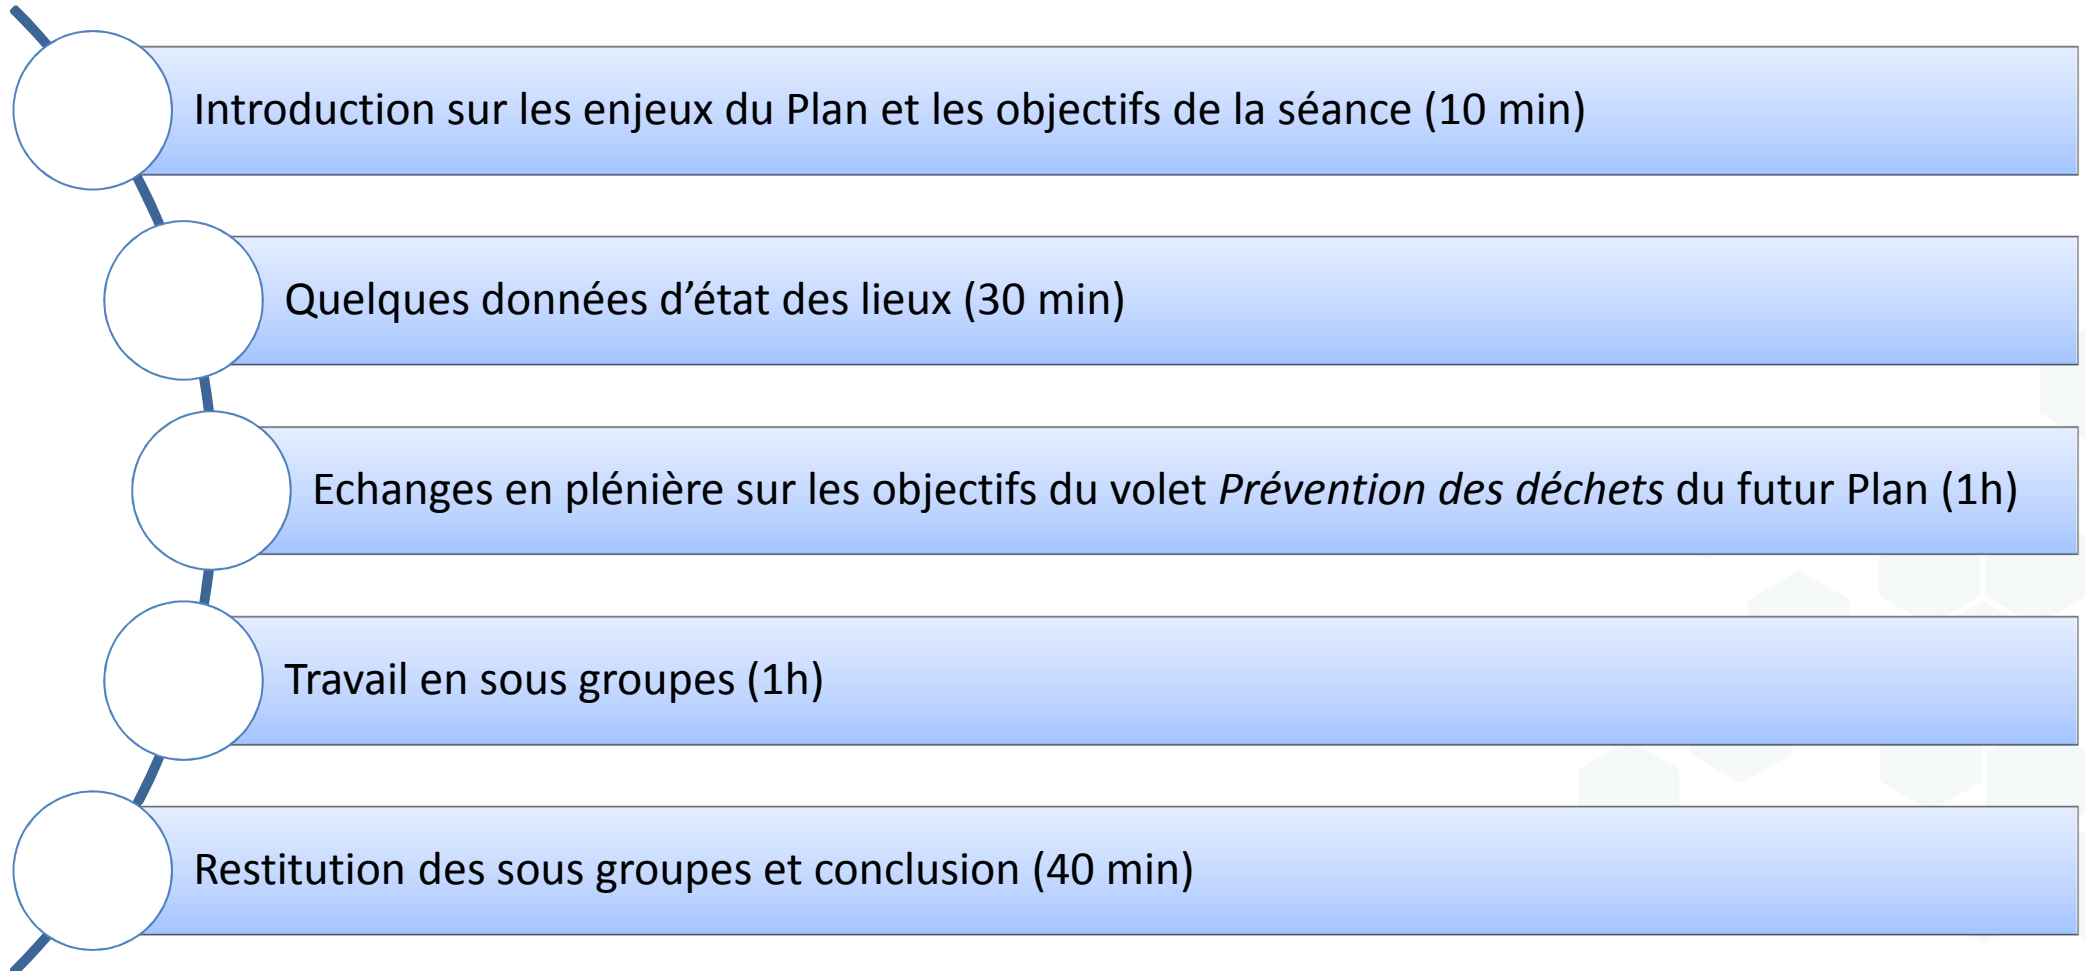 Introduction sur les enjeux du Plan et les objectifs de la séance (10 min)
Quelques données d’état des lieux (30 min)
Echanges en plénière sur les objectifs du volet Prévention des déchets du futur Plan (1h)
Travail en sous groupes (1h)
Restitution des sous groupes et conclusion (40 min)